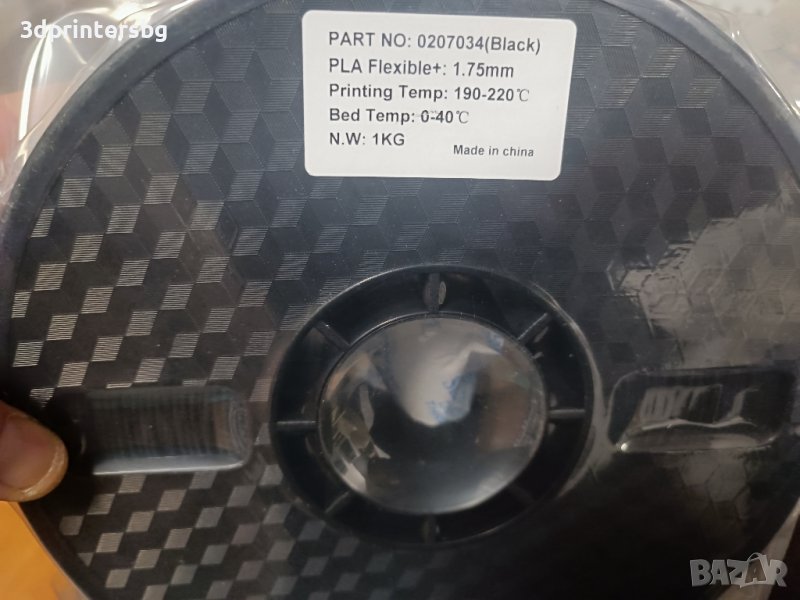 3dprintersbg
PART NO: 0207034(Black)
PLA Flexible+: 1.75mm
Printing Temp: 190-220℃
Bed Temp: 0-40℃
N.W: 1KG
Made in china
BAZAR